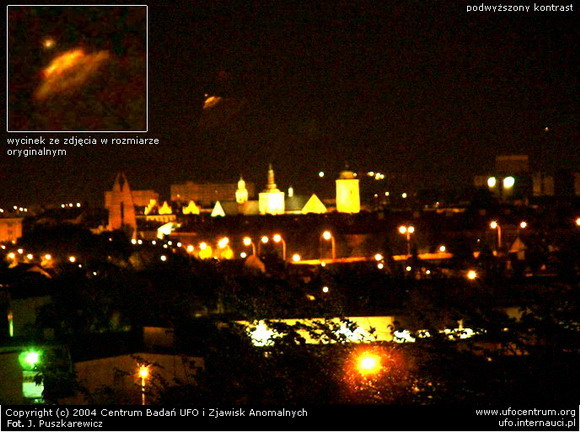 podwyższony kontrast
wycinek ze zdjęcia w rozmiarze
oryginalnym
Copyright (c) 2004 Centrum Badań UFO i Zjawisk Anomalnych
Fot. J. Puszkarewicz
www.ufocentrum.org
ufo.internauci.pl